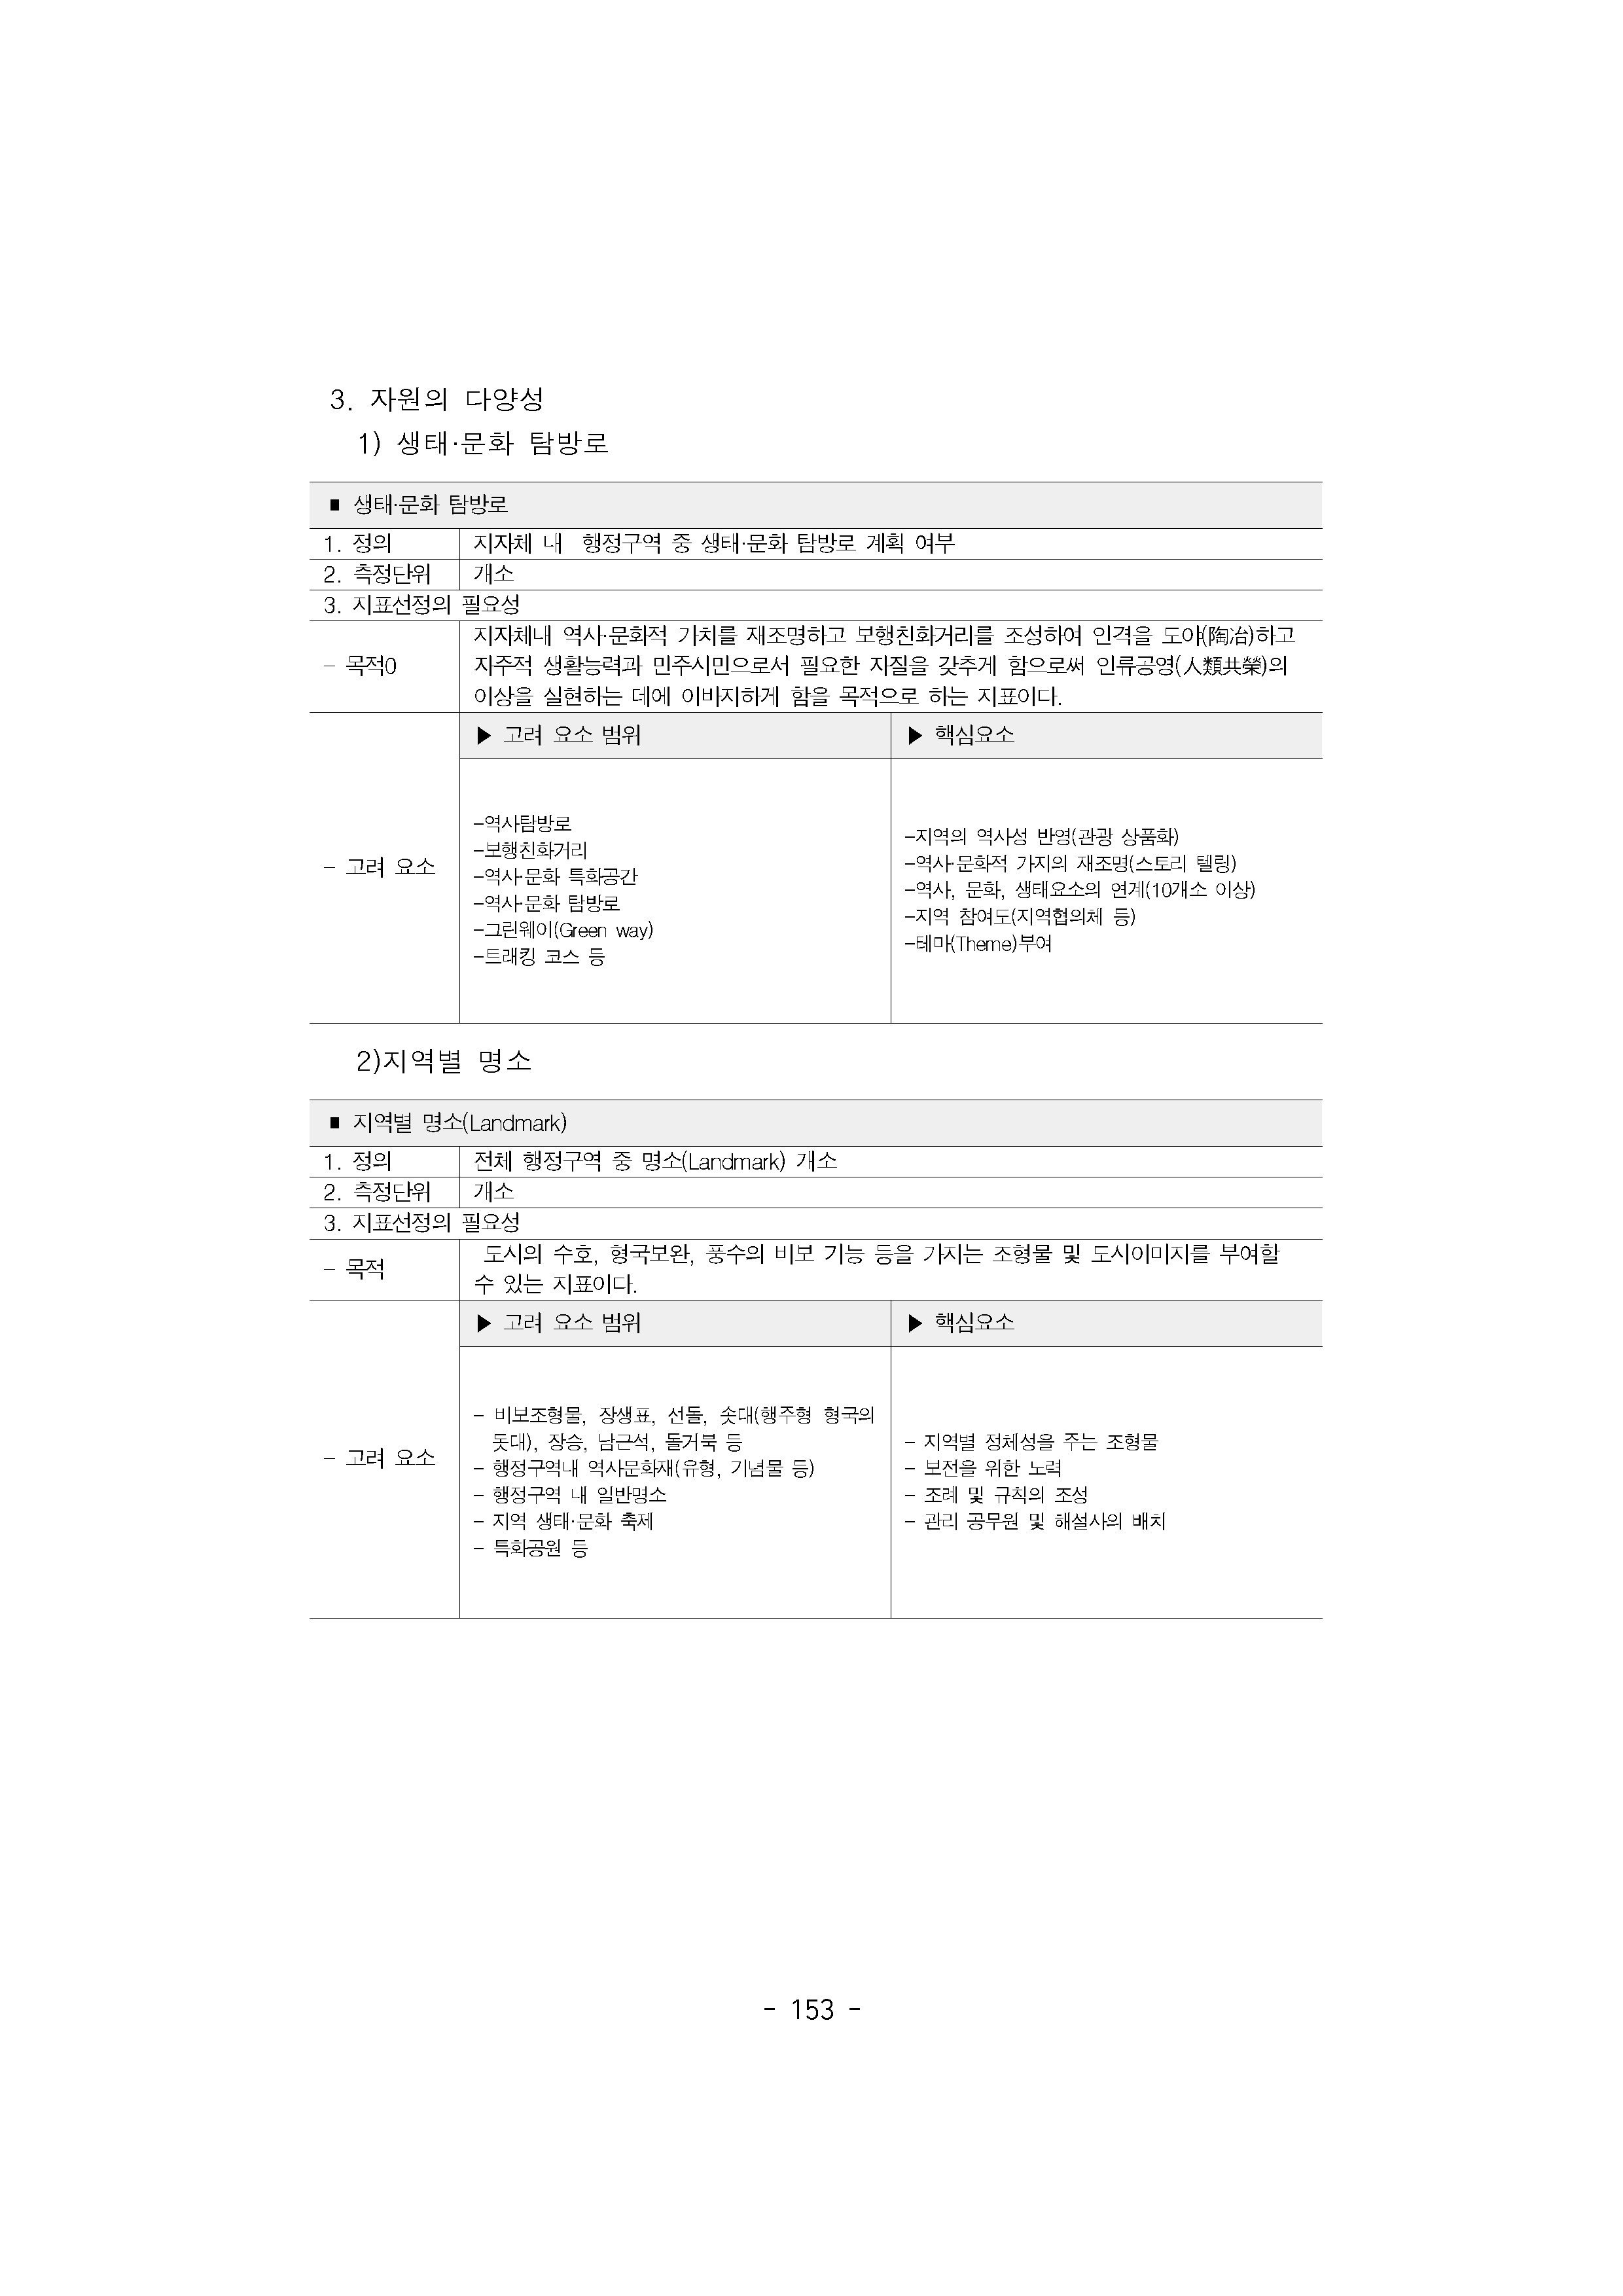 3. 자원의 다양성
1) 생태·문화 탐방로
■ 생태·문화 탐방로
1. 정의 지자체 내 행정구역 중 생태·문화 탐방로 계획 여부
2. 측정단위 개소
3. 지표선정의 필요성
- 목적0
지자체내 역사·문화적 가치를 재조명하고 보행친화거리를 조성하여 인격을 도야(陶冶)하고
자주적 생활능력과 민주시민으로서 필요한 자질을 갖추게 함으로써 인류공영(人類共榮)의
이상을 실현하는 데에 이바지하게 함을 목적으로 하는 지표이다.
- 고려 요소
▶ 고려 요소 범위
-역사탐방로
-보행친화거리
-역사·문화 특화공간
-역사·문화 탐방로
-그린웨이(Green way)
-트래킹 코스 등
▶ 핵심요소
-지역의 역사성 반영(관광 상품화)
-역사·문화적 가지의 재조명(스토리 텔링)
-역사, 문화, 생태요소의 연계(10개소 이상)
-지역 참여도(지역협의체 등)
-테마(Theme)부여
2)지역별 명소
■ 지역별 명소(Landmark)
1. 정의 전체 행정구역 중 명소(Landmark) 개소
2. 측정단위 개소
3. 지표선정의 필요성
- 목적
도시의 수호, 형국보완, 풍수의 비보 기능 등을 가지는 조형물 및 도시이미지를 부여할
수 있는 지표이다.
- 고려 요소
▶ 고려 요소 범위
- 비보조형물, 장생표, 선돌, 솟대(행주형 형국의
돛대), 장승, 남근석, 돌거북 등
- 행정구역내 역사문화재(유형, 기념물 등)
- 행정구역 내 일반명소
- 지역 생태·문화 축제
- 특화공원 등
▶ 핵심요소
- 지역별 정체성을 주는 조형물
- 보전을 위한 노력
- 조례 및 규칙의 조성
- 관리 공무원 및 해설사의 배치
- 153 -